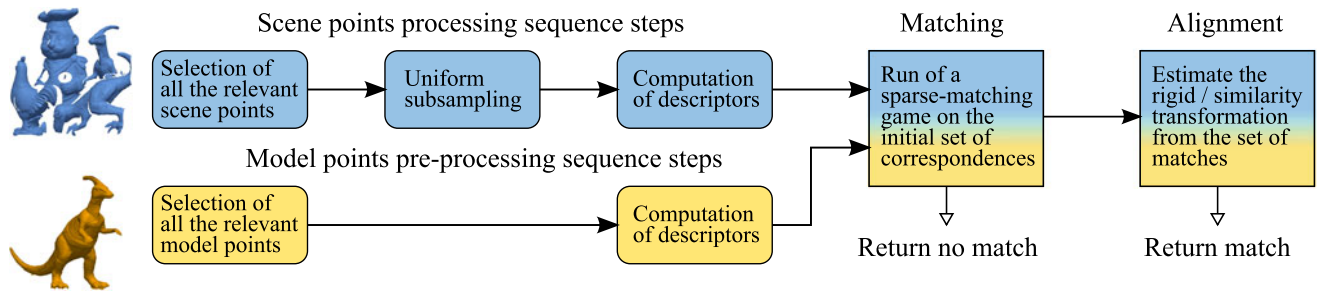 Scene points processing sequence steps
Matching
Alignment
Selection of
all the relevant
scene points
Uniform
subsampling
Computation
of descriptors
Run of a
sparse-matching
game on the
initial set of
correspondences
Estimate the
rigid / similarity
transformation
from the set of
matches
Model points pre-processing sequence steps
Selection of
all the relevant
model points
Computation
of descriptors
Return no match
Return match